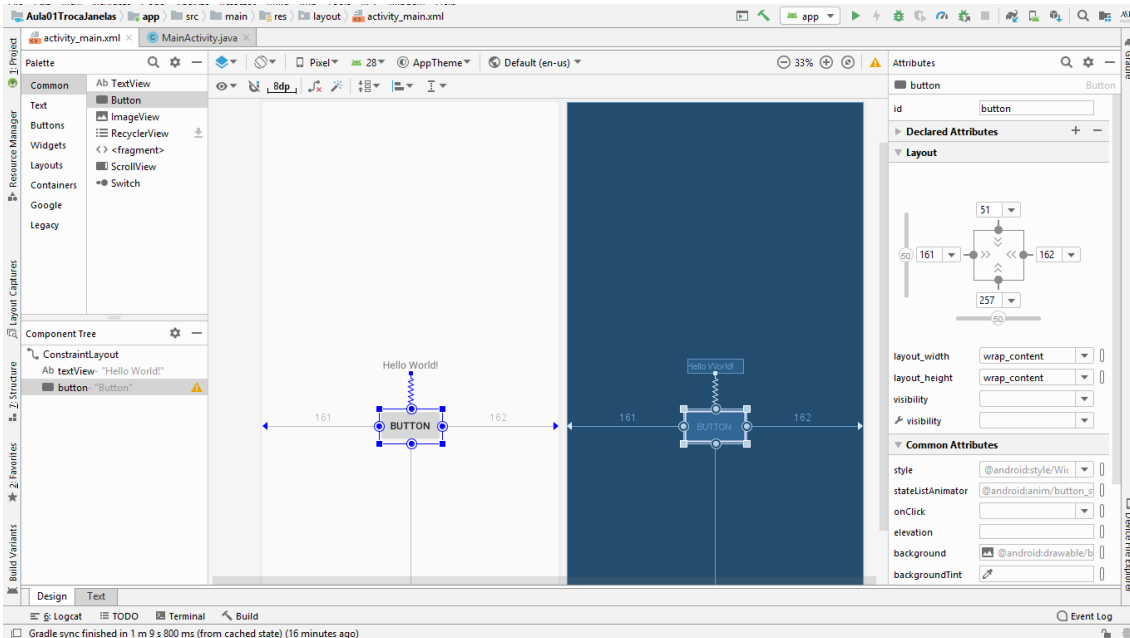 Aula01TrocaJanelas app src main res layout activity_main.xml app
activity_main.xml MainActivity.java
1: Project
Resource Manager
Layout Captures
Z: Structure
2: Favorites
Build Variants
Palette
Common
Text
Buttons
Widgets
Layouts
Containers
Google
Legacy
Ab TextView
Button
ImageView
RecyclerView
<> <fragment>
ScrollView
Switch
Component Tree
ConstraintLayout
Ab textView- "Hello World!"
button- "Button"
Pixel 28 AppTheme Default (en-us) 33%
8dp
Hello World!
161 162
BUTTON
Hello World!
161 162
BUTTON
Attributes
button Button
id button
Declared Attributes
Layout
51
50 161 162
257
50
layout_width wrap_content
layout_height wrap_content
visibility
visibility
Common Attributes
style @android:style/Wic
stateListAnimator @android:anim/button_s
onClick
elevation
background @android:drawable/b
backgroundTint
Gradle
Device File Explorer
Design Text
6: Logcat TODO Terminal Build Event Log
Gradle sync finished in 1 m 9 s 800 ms (from cached state) (16 minutes ago)